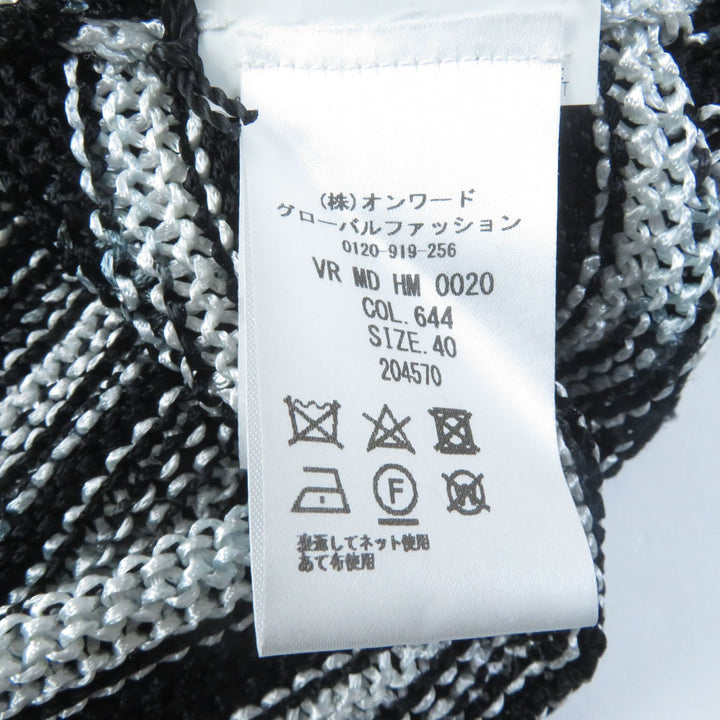 (株)オンワード
グローバルファッション
0120-919-256
VR MD HM 0020
COL. 644
SIZE. 40
204570
F
W
裏返してネット使用
あて布使用
T